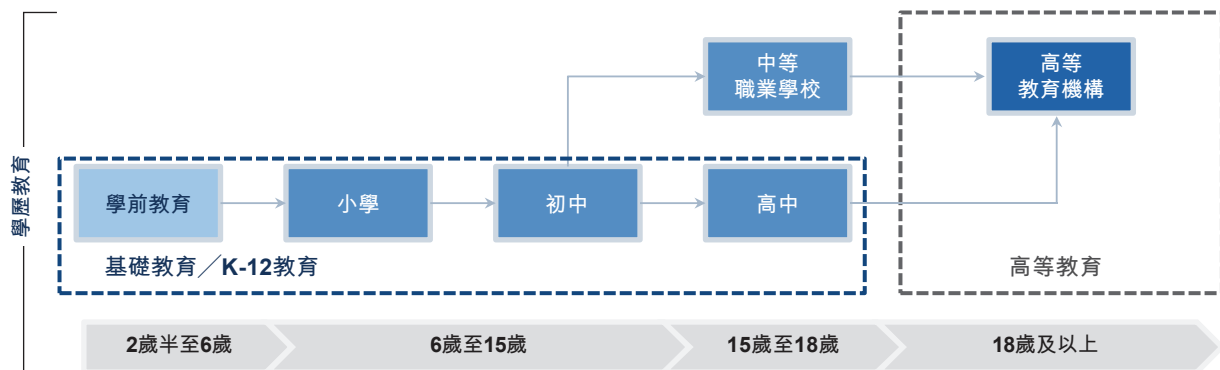 中等
職業學校
高等
教育機構
學歷教育
學前教育
小學
初中
高中
基礎教育／K-12教育
高等教育
2歲半至6歲
6歲至15歲
15歲至18歲
18歲及以上